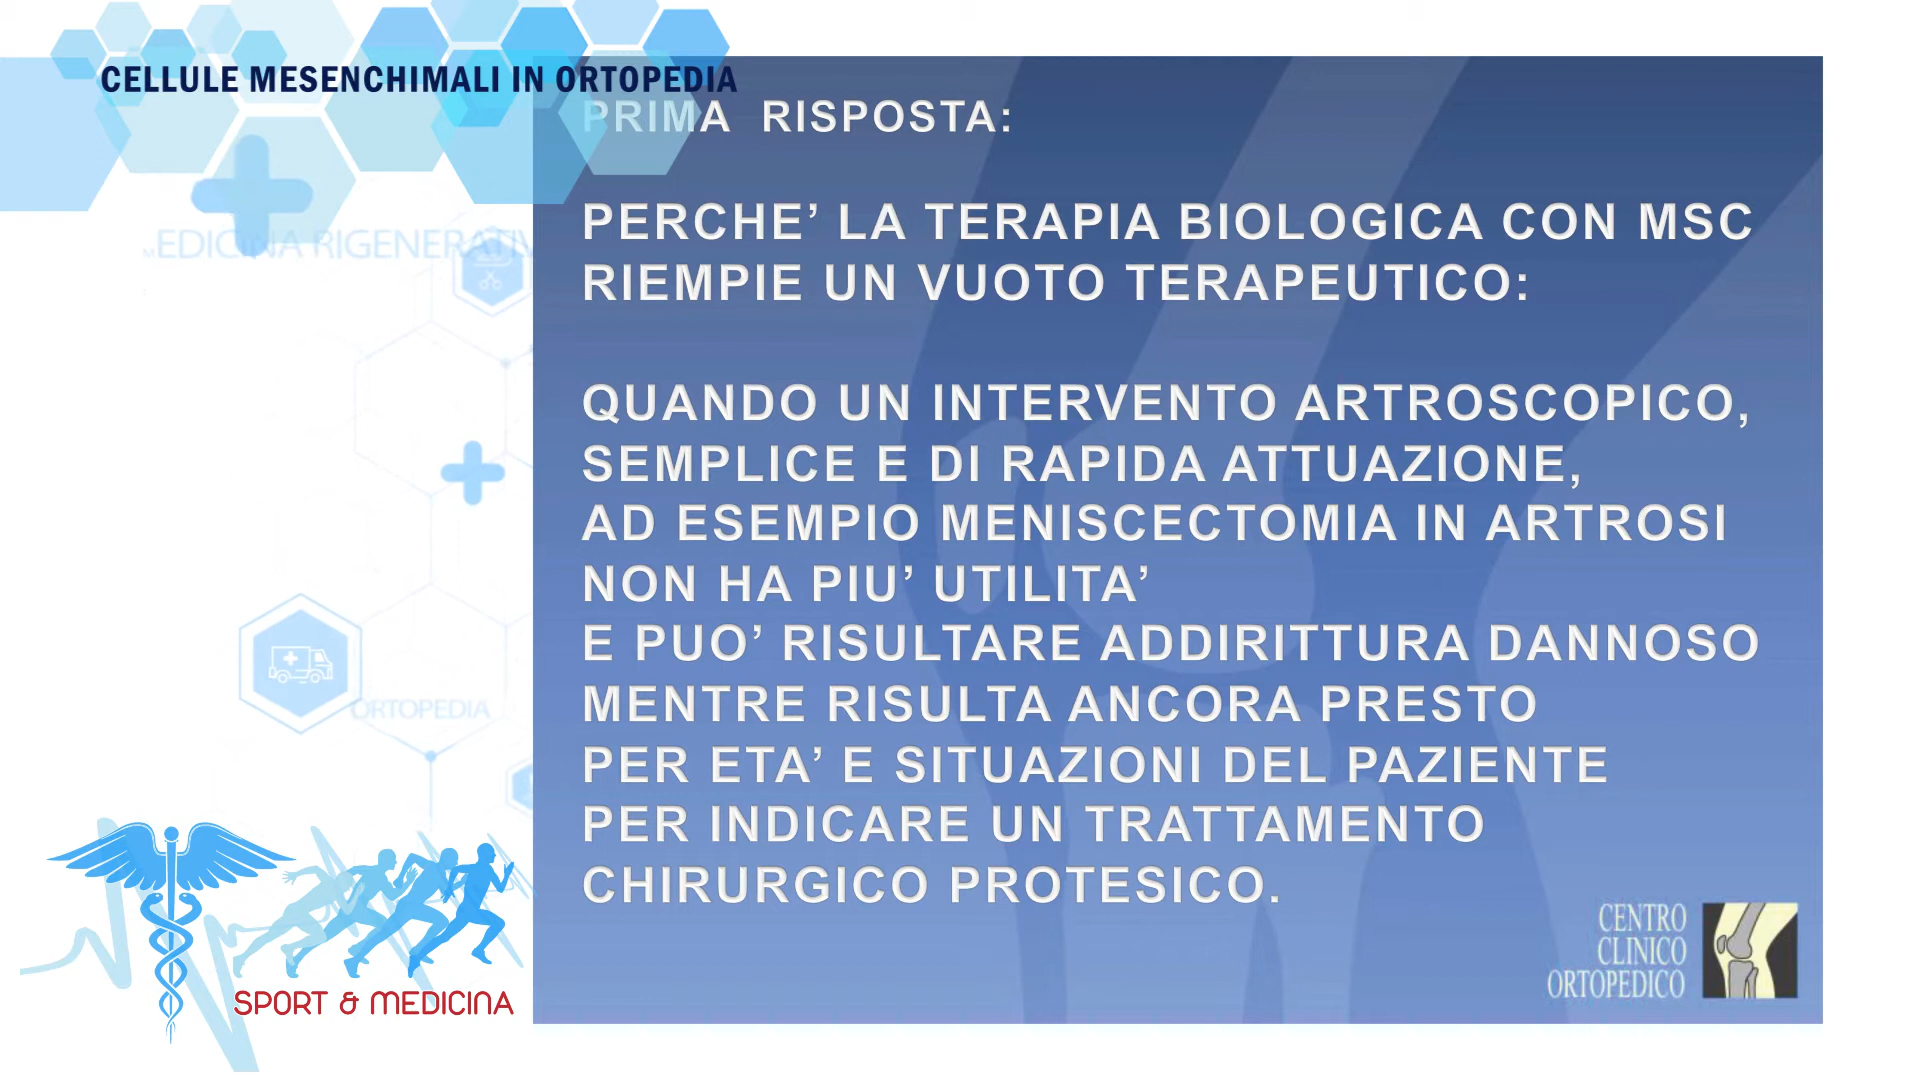 CELLULE MESENCHIMALI IN ORTOPEDIA
PRIMA RISPOSTA:
PERCHE’ LA TERAPIA BIOLOGICA CON MSC
RIEMPIE UN VUOTO TERAPEUTICO:
QUANDO UN INTERVENTO ARTROSCOPICO,
SEMPLICE E DI RAPIDA ATTUAZIONE,
AD ESEMPIO MENISCECTOMIA IN ARTROSI
NON HA PIU’ UTILITA’
E PUO’ RISULTARE ADDIRITTURA DANNOSO
MENTRE RISULTA ANCORA PRESTO
PER ETA’ E SITUAZIONI DEL PAZIENTE
PER INDICARE UN TRATTAMENTO
CHIRURGICO PROTESICO.
MEDICINA RIGENERATIV
ORTOPEDIA
SPORT & MEDICINA
CENTRO
CLINICO
ORTOPEDICO